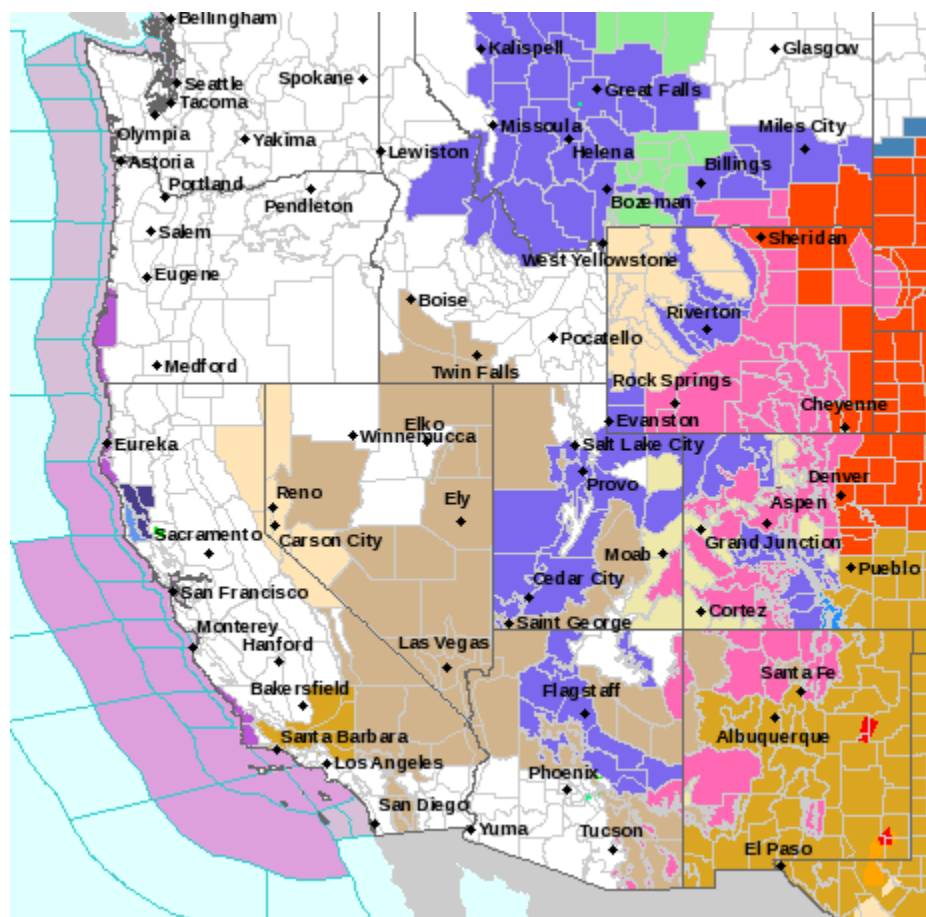 Bellingham
Kalispell
Glasgow
Spokane
Seattle
Great Falls
Tacoma
Olympia
Missoula
Miles City
Yakima
Helena
Lewiston
Astoria
Billings
Portland
Pendleton
Bozeman
Salem
Sheridan
West Yellowstone
Eugene
Boise
Riverton
Pocatello
Medford
Twin Falls
Rock Springs
Cheyenne
Elko
Evanston
Eureka
Winnemucca
Salt Lake City
Provo
Denver
Reno
Ely
Aspen
Sacramento
Carson City
Grand Junction
Moab
Pueblo
Cedar City
San Francisco
Cortez
Monterey
Saint George
Hanford
Las Vegas
Santa Fe
Bakersfield
Flagstaff
Santa Barbara
Albuquerque
Los Angeles
Phoenix
San Diego
Yuma
Tucson
El Paso